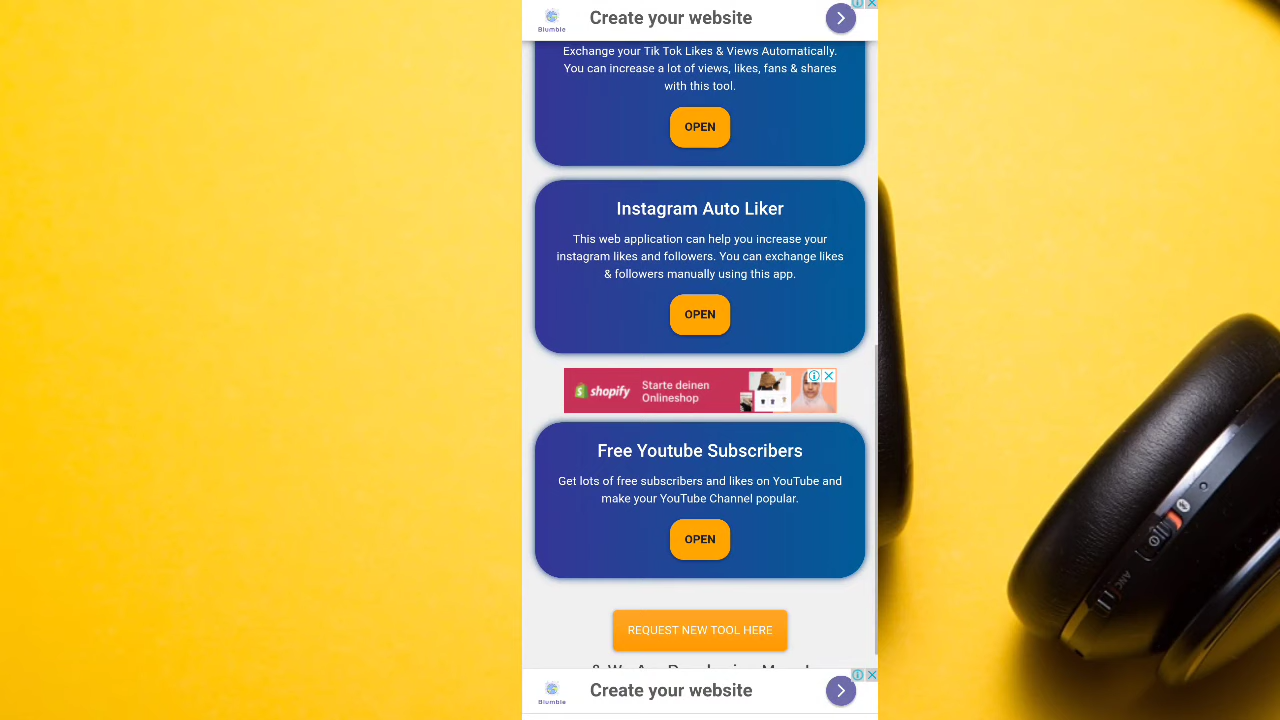 Blumble
Create your website
Exchange your Tik Tok Likes & Views Automatically.
You can increase a lot of views, likes, fans & shares
with this tool.
OPEN
Instagram Auto Liker
This web application can help you increase your
instagram likes and followers. You can exchange likes
& followers manually using this app.
OPEN
shopify
Starte deinen
Onlineshop
Free Youtube Subscribers
Get lots of free subscribers and likes on YouTube and
make your YouTube Channel popular.
OPEN
REQUEST NEW TOOL HERE
Blumble
Create your website
ANC